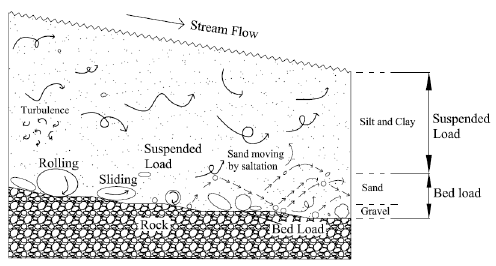 Stream Flow
Turbulence
Rolling
Sliding
Suspended
Load
Sand moving
by saltation
Rock
Bed Load
Silt and Clay
Sand
Gravel
Suspended
Load
Bed load